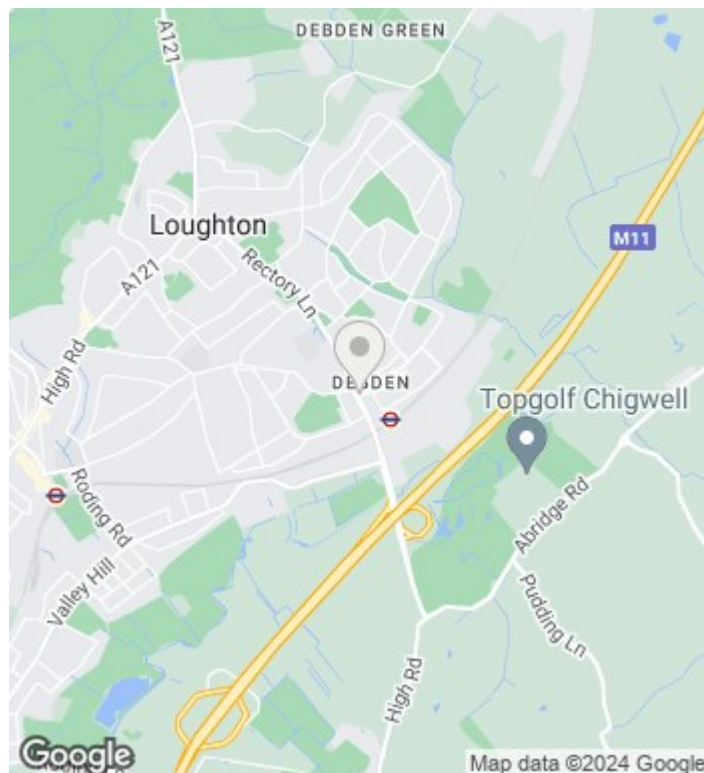 A121
DEBDEN GREEN
Loughton
M11
Rectory Ln
A121
High Rd
DEBDEN
Topgolf Chigwell
Roding Rd
Abridge Rd
Valley Hill
Pudding Ln
High Rd
Google
Map data ©2024 Google